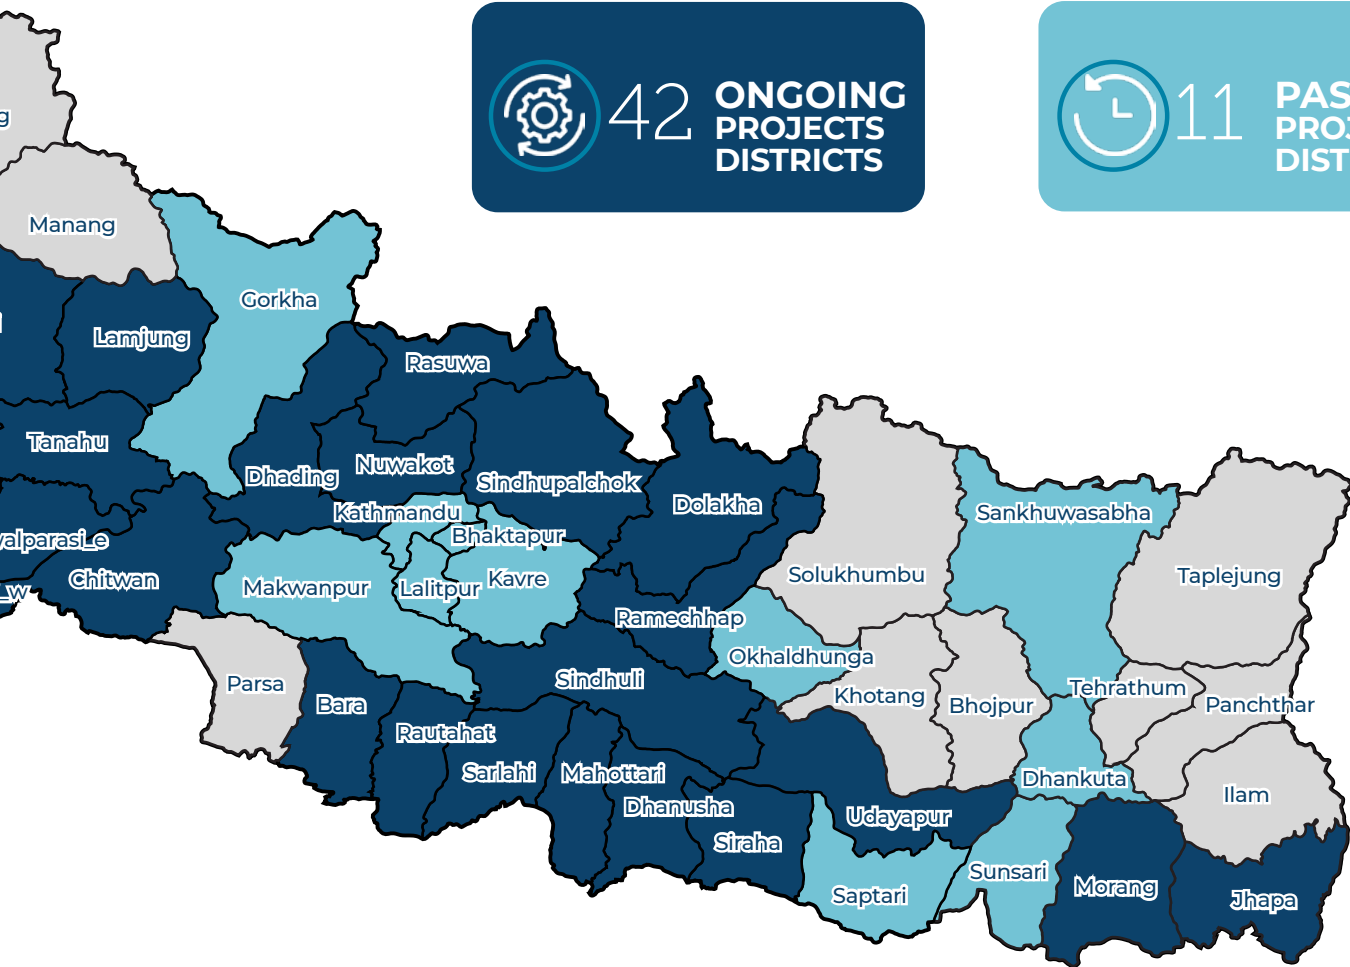 42 ONGOING
PROJECTS
DISTRICTS
11
Manang
Gorkha
Lamjung
Rasuwa
Tanahu
Dhading
Nuwakot
Sindhupalchok
Dolakha
Kathmandu
Bhaktapur
Sankhuwasabha
Chitwan
Makwanpur
Lalitpur
Kavre
Solukhumbu
Taplejung
Ramechhap
Okhaldhunga
Sindhuli
Parsa
Bara
Khotang
Bhojpur
Tehrathum
Panchthar
Rautahat
Sarlahi
Mahottari
Dhanusha
Siraha
Udayapur
Dhankuta
Ilam
Saptari
Sunsari
Morang
Jhapa